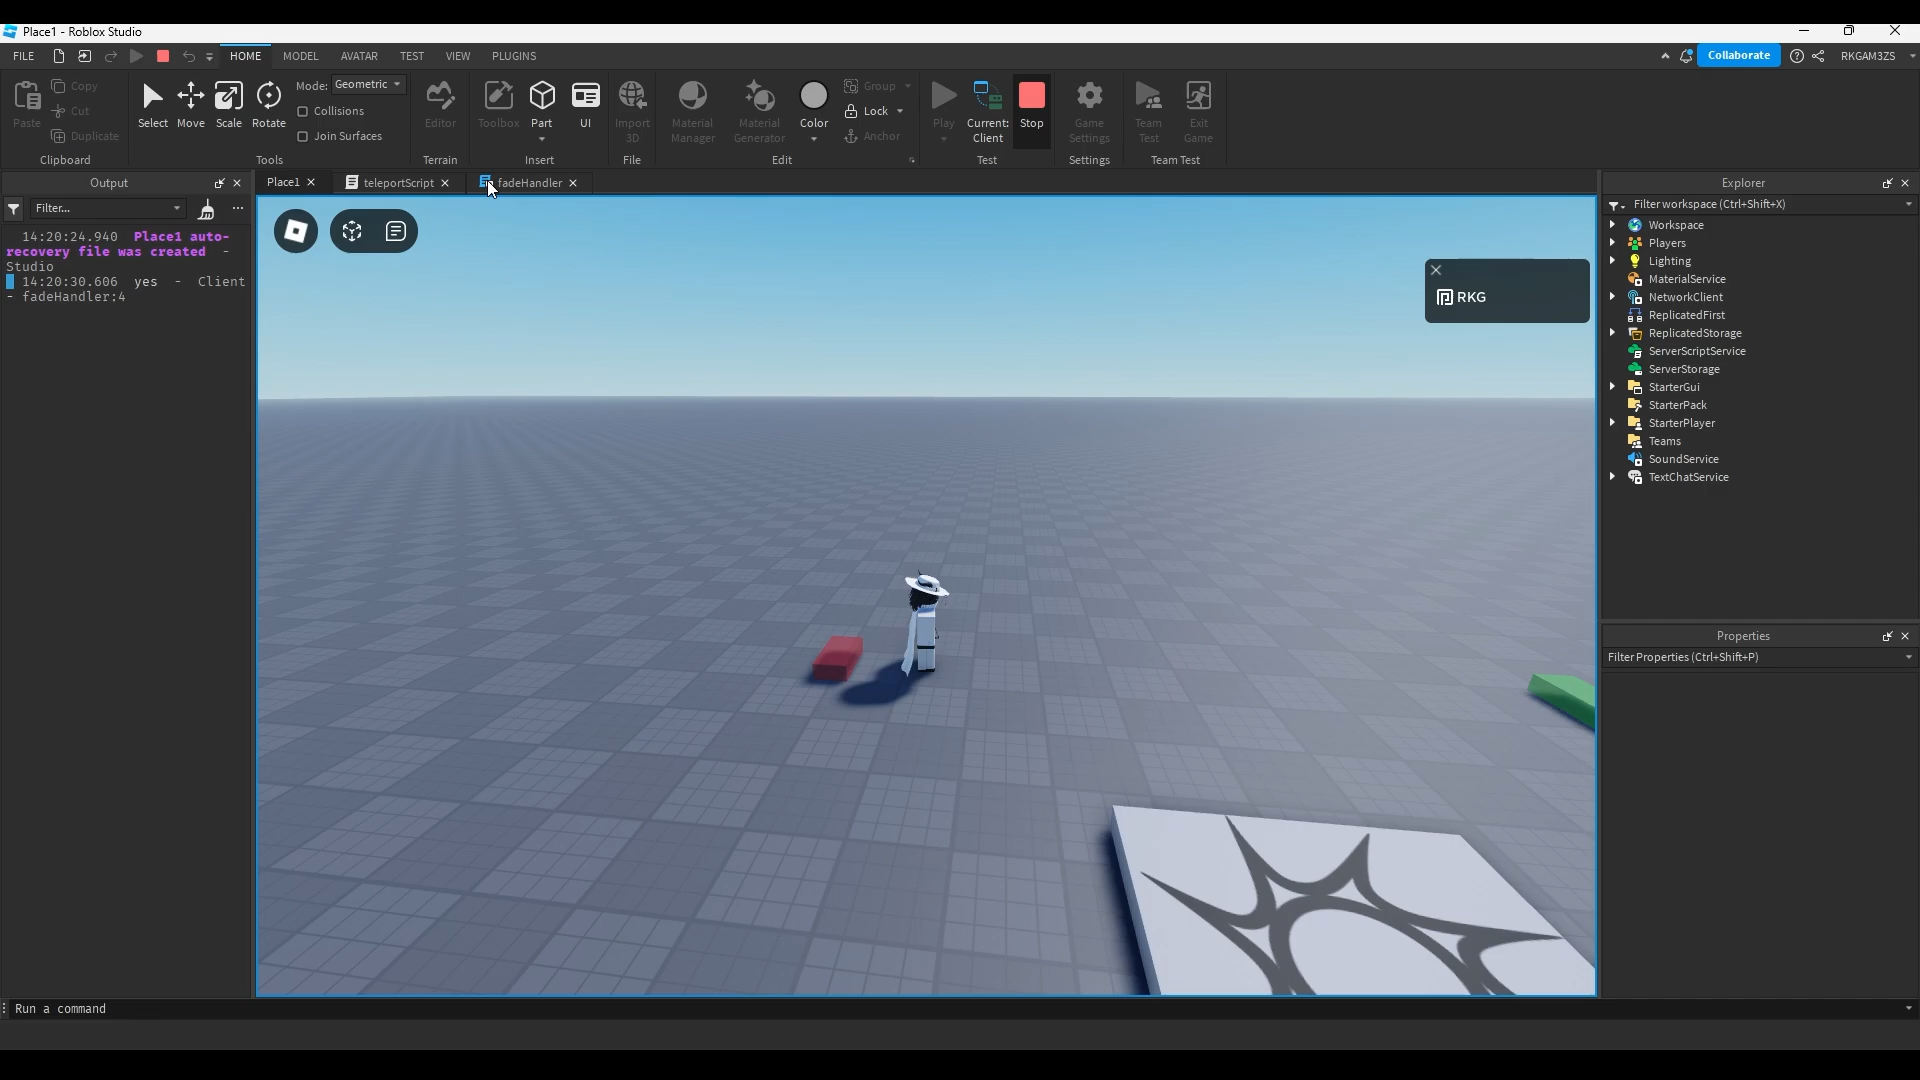 Place1 - Roblox Studio
FILE HOME MODEL AVATAR TEST VIEW PLUGINS Collaborate RKGAM3ZS
Paste Copy Cut Duplicate
Clipboard
Select Move Scale Rotate Mode: Geometric
Collisions
Join Surfaces
Tools
Editor
Terrain
Toolbox Part UI
Insert
Import 3D
File
Material Manager Material Generator Color Group Lock Anchor
Edit
Play Current: Client Stop
Test
Game Settings
Settings
Team Test Exit Game
Team Test
Output
Filter...
14:20:24.940 Place1 auto-
recovery file was created -
Studio
14:20:30.606 yes - Client
- fadeHandler:4
Place1 teleportScript fadeHandler
RKG
Explorer
Filter workspace (Ctrl+Shift+X)
Workspace
Players
Lighting
MaterialService
NetworkClient
ReplicatedFirst
ReplicatedStorage
ServerScriptService
ServerStorage
StarterGui
StarterPack
StarterPlayer
Teams
SoundService
TextChatService
Properties
Filter Properties (Ctrl+Shift+P)
Run a command